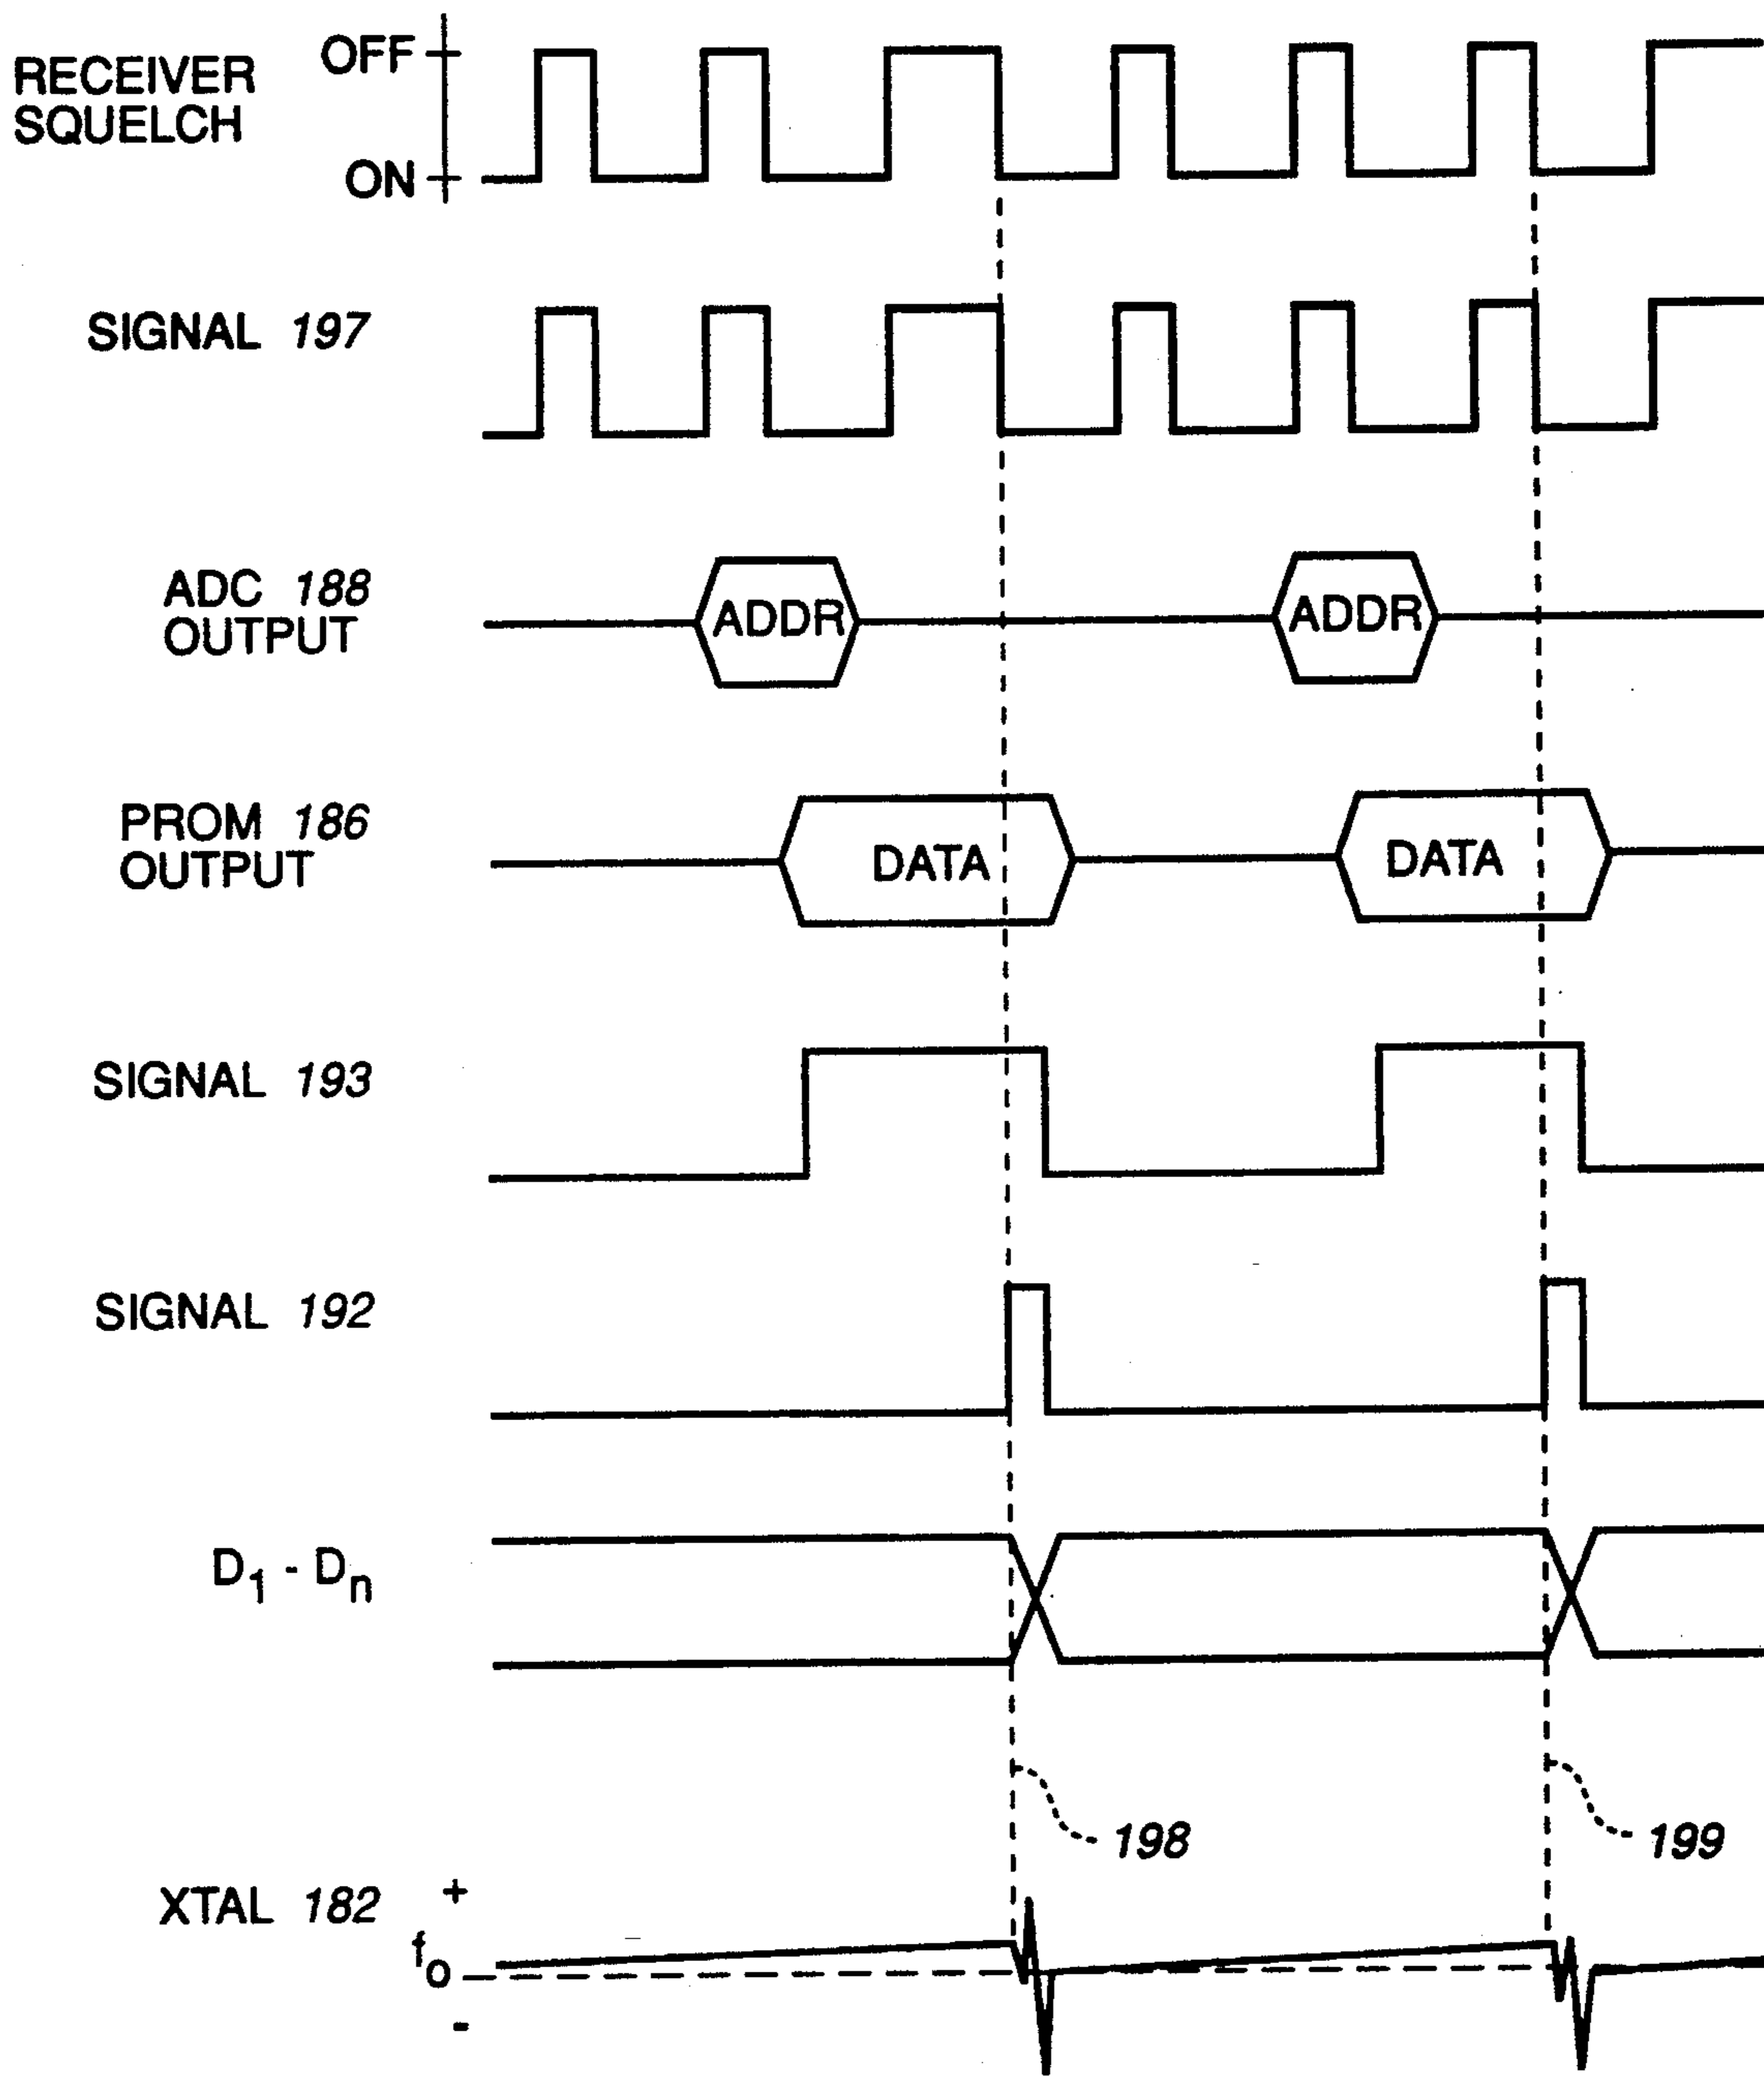 RECEIVER
SQUELCH
OFF
ON
SIGNAL 197
ADC 188
OUTPUT
ADDR
ADDR
PROM 186
OUTPUT
DATA
DATA
SIGNAL 193
SIGNAL 192
D1 - Dn
198
199
XTAL 182
+
fo
-